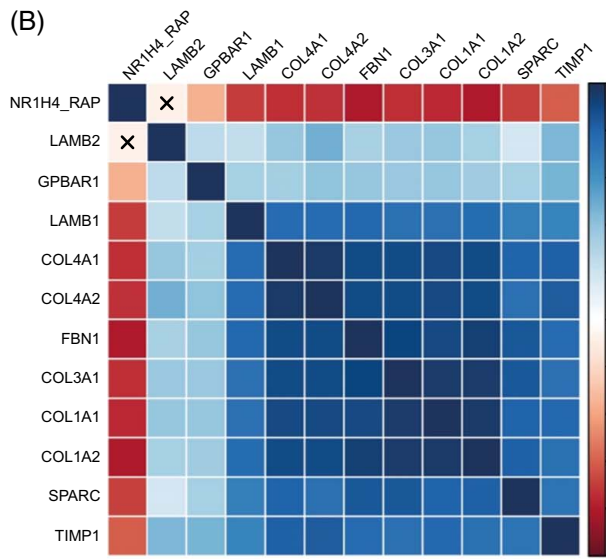 (B)
NR1H4_RAP
LAMB2
GPBAR1
LAMB1
COL4A1
COL4A2
FBN1
COL3A1
COL1A1
COL1A2
SPARC
TIMP1
NR1H4_RAP
LAMB2
GPBAR1
LAMB1
COL4A1
COL4A2
FBN1
COL3A1
COL1A1
COL1A2
SPARC
TIMP1